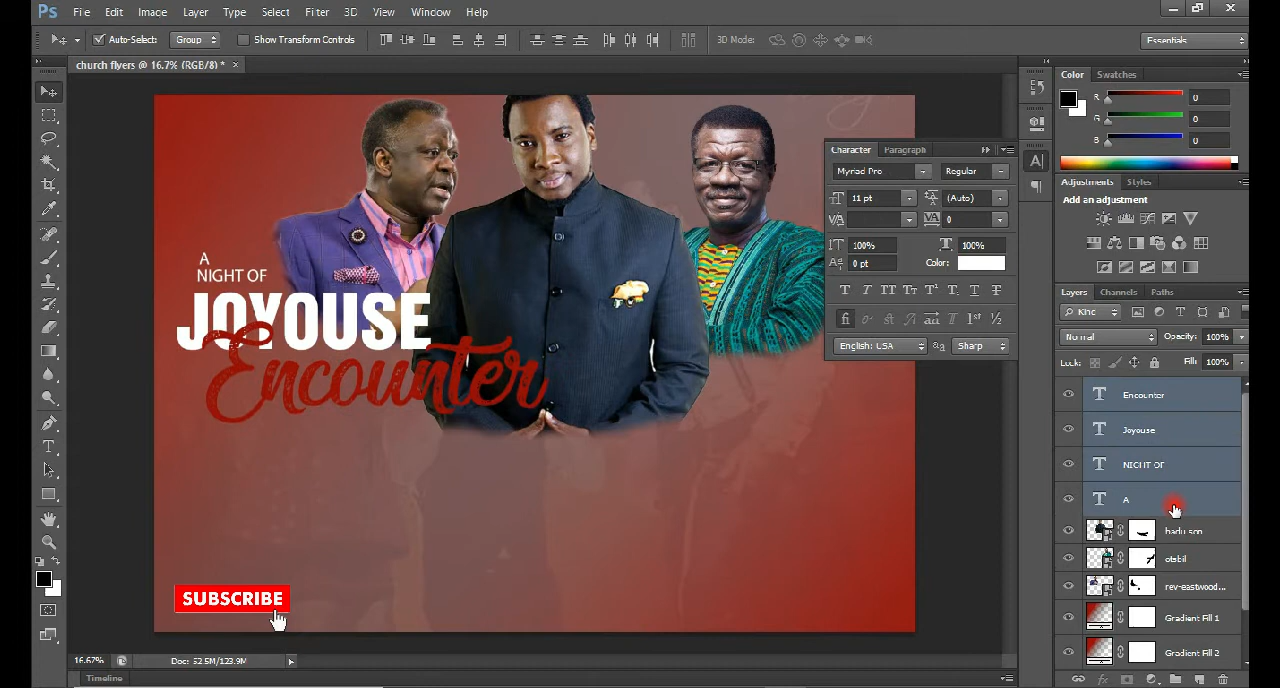 Ps File Edit Image Layer Type Select Filter 3D View Window Help
Auto-Select: Group Show Transform Controls 3D Mode: Essentials
church flyers @ 16.7% (RGB/8) * ×
A
NIGHT OF
JOYOUSE
Encounter
SUBSCRIBE
16.67% Doc: 52.5M/123.9M
Timeline
Character Paragraph
Myriad Pro Regular
11 pt (Auto)
0
100% 100%
0 pt Color:
English: USA Sharp
Color Swatches
R 0
G 0
B 0
Adjustments Styles
Add an adjustment
Layers Channels Paths
Kind
Normal Opacity: 100%
Lock: Fill: 100%
Encounter
Joyouse
NIGHT OF
A
otabil
rev-eastwood...
Gradient Fill 1
Gradient Fill 2